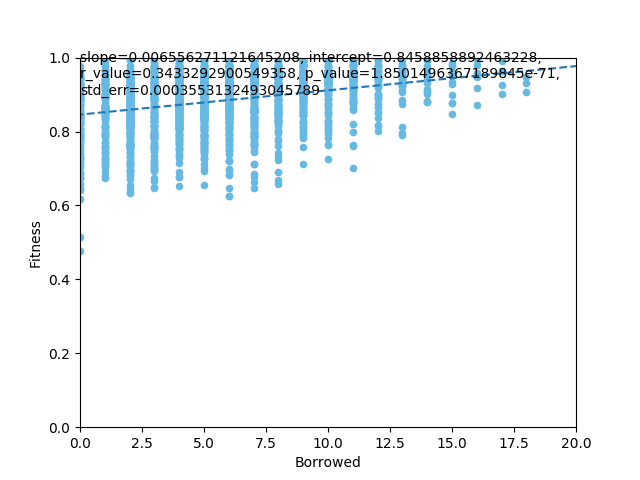 slope=0.006556271121645208, intercept=0.8458858892463228,
r_value=0.3433292900549358, p_value=1.8501496367189845e-71,
std_err=0.0003553132493045789
1.0
0.8
0.6
0.4
0.2
0.0
Fitness
0.0 2.5 5.0 7.5 10.0 12.5 15.0 17.5 20.0
Borrowed